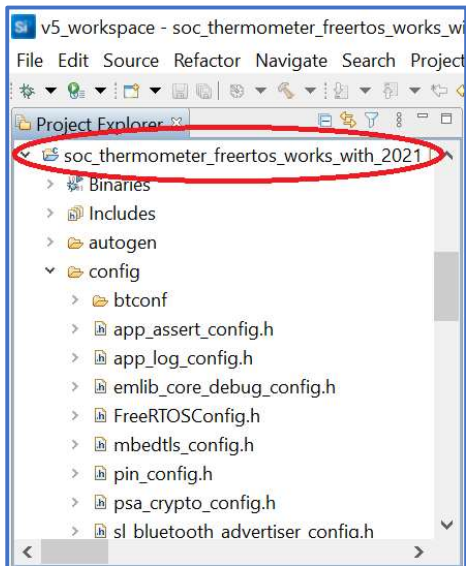 Si v5_workspace - soc_thermometer_freertos_works_wi
File Edit Source Refactor Navigate Search Project
Project Explorer
soc_thermometer_freertos_works_with_2021
Binaries
Includes
autogen
config
btconf
app_assert_config.h
app_log_config.h
emlib_core_debug_config.h
FreeRTOSConfig.h
mbedtls_config.h
pin_config.h
psa_crypto_config.h
sl_bluetooth_advertiser_config.h